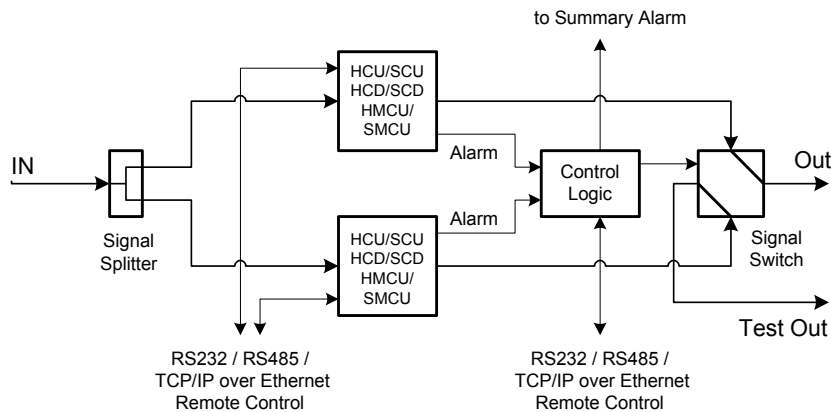 to Summary Alarm
HCU/SCU
HCD/SCD
HMCU/
SMCU
Alarm
IN
Control
Logic
Out
Signal
Splitter
Alarm
HCU/SCU
HCD/SCD
HMCU/
SMCU
Signal
Switch
Test Out
RS232 / RS485 /
TCP/IP over Ethernet
Remote Control
RS232 / RS485 /
TCP/IP over Ethernet
Remote Control